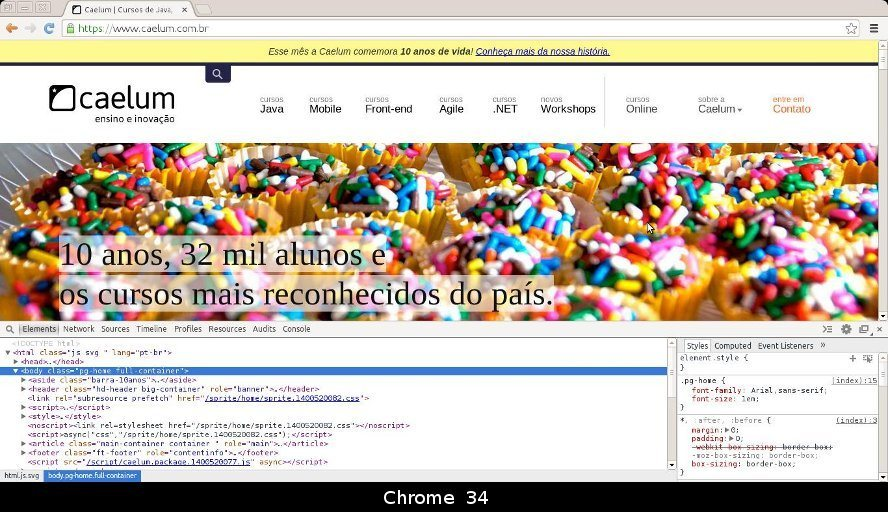 Caelum | Cursos de Java,
https://www.caelum.com.br
Esse mês a Caelum comemora 10 anos de vida! Conheça mais da nossa história.
caelum
ensino e inovação
cursos
Java
cursos
Mobile
cursos
Front-end
cursos
Agile
cursos
.NET
novos
Workshops
cursos
Online
sobre a
Caelum
entre em
Contato
10 anos, 32 mil alunos e
os cursos mais reconhecidos do país.
Elements Network Sources Timeline Profiles Resources Audits Console
<!DOCTYPE html>
<html class="js svg " lang="pt-br">
<head>…</head>
<body class="pg-home full-container">
<aside class="barra-10anos">…</aside>
<header class="hd-header big-container" role="banner">…</header>
<link rel="subresource prefetch" href="/sprite/home/sprite.1400520082.css">
<script>…</script>
<style>…</style>
<noscript><link rel=stylesheet href="/sprite/home/sprite.1400520082.css"></noscript>
<script>async("css","/sprite/home/sprite.1400520082.css");</script>
<article class="main-container container " role="main">…</article>
<footer class="ft-footer" role="contentinfo">…</footer>
<script src="/script/caelum.package.1400520077.js" async></script>
html.js.svg body.pg-home.full-container
Styles Computed Event Listeners »
element.style {
}
.pg-home { (index):15
font-family: Arial,sans-serif;
font-size: 1em;
}
*, :after, :before { (index):3
margin: 0;
padding: 0;
-webkit-box-sizing: border-box;
-moz-box-sizing: border-box;
box-sizing: border-box;
}
Chrome 34